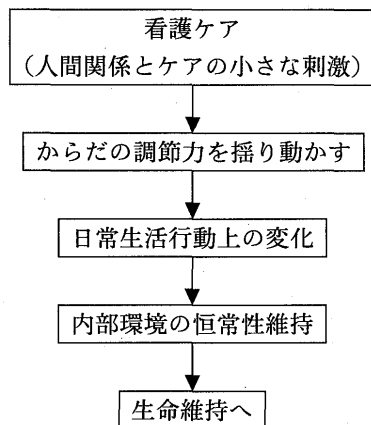 看護ケア
（人間関係とケアの小さな刺激）
からだの調節力を揺り動かす
日常生活行動上の変化
内部環境の恒常性維持
生命維持へ